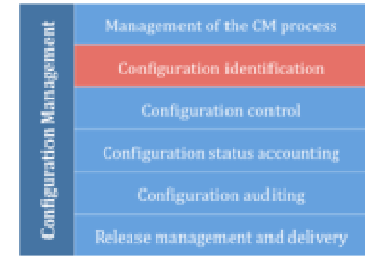 Configuration Management
Management of the CM process
Configuration identification
Configuration control
Configuration status accounting
Configuration auditing
Release management and delivery